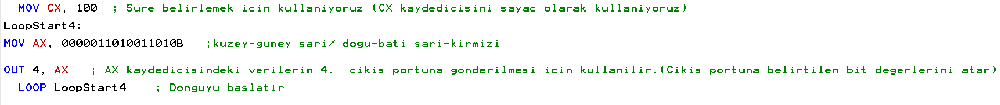 MOV CX, 100  ; Sure belirlemek icin kullaniyoruz (CX kaydedicisini sayac olarak kullaniyoruz)
LoopStart4:
MOV AX, 0000011010011010B   ;kuzey-guney sari/ dogu-bati sari-kirmizi
OUT 4, AX   ; AX kaydedicisindeki verilerin 4.  cikis portuna gonderilmesi icin kullanilir.(Cikis portuna belirtilen bit degerlerini atar)
LOOP LoopStart4    ; Donguyu baslatir